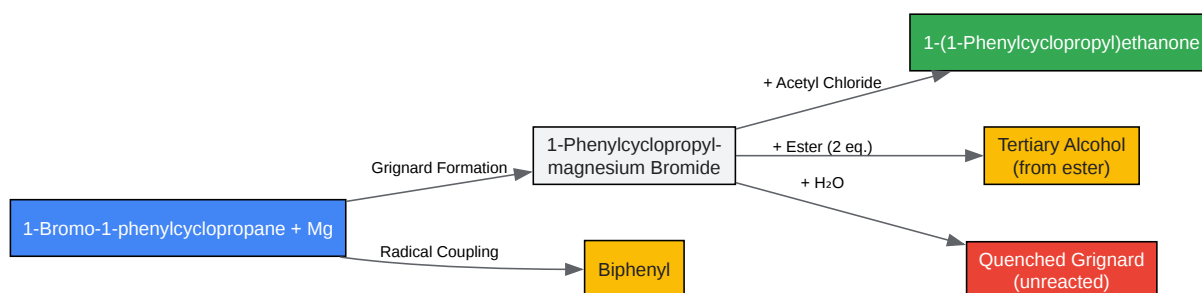 1-(1-Phenylcyclopropyl)ethanone
+ Acetyl Chloride
1-Phenylcyclopropyl-
magnesium Bromide
+ Ester (2 eq.)
Tertiary Alcohol
(from ester)
Grignard Formation
+ H₂O
1-Bromo-1-phenylcyclopropane + Mg
Radical Coupling
Biphenyl
Quenched Grignard
(unreacted)